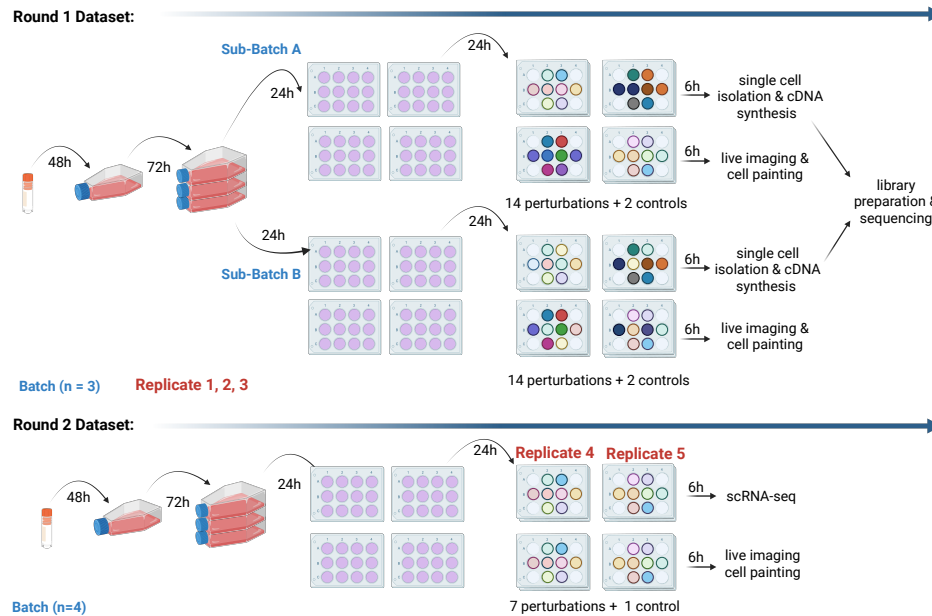 Round 1 Dataset:
Sub-Batch A
24h
24h
48h
72h
6h
single cell
isolation & cDNA
synthesis
6h
live imaging &
cell painting
14 perturbations + 2 controls
library
preparation &
sequencing
24h
24h
Sub-Batch B
6h
single cell
isolation & cDNA
synthesis
6h
live imaging &
cell painting
14 perturbations + 2 controls
Batch (n = 3)
Replicate 1, 2, 3
Round 2 Dataset:
24h
Replicate 4
Replicate 5
48h
72h
24h
6h
scRNA-seq
6h
live imaging
cell painting
7 perturbations + 1 control
Batch (n=4)